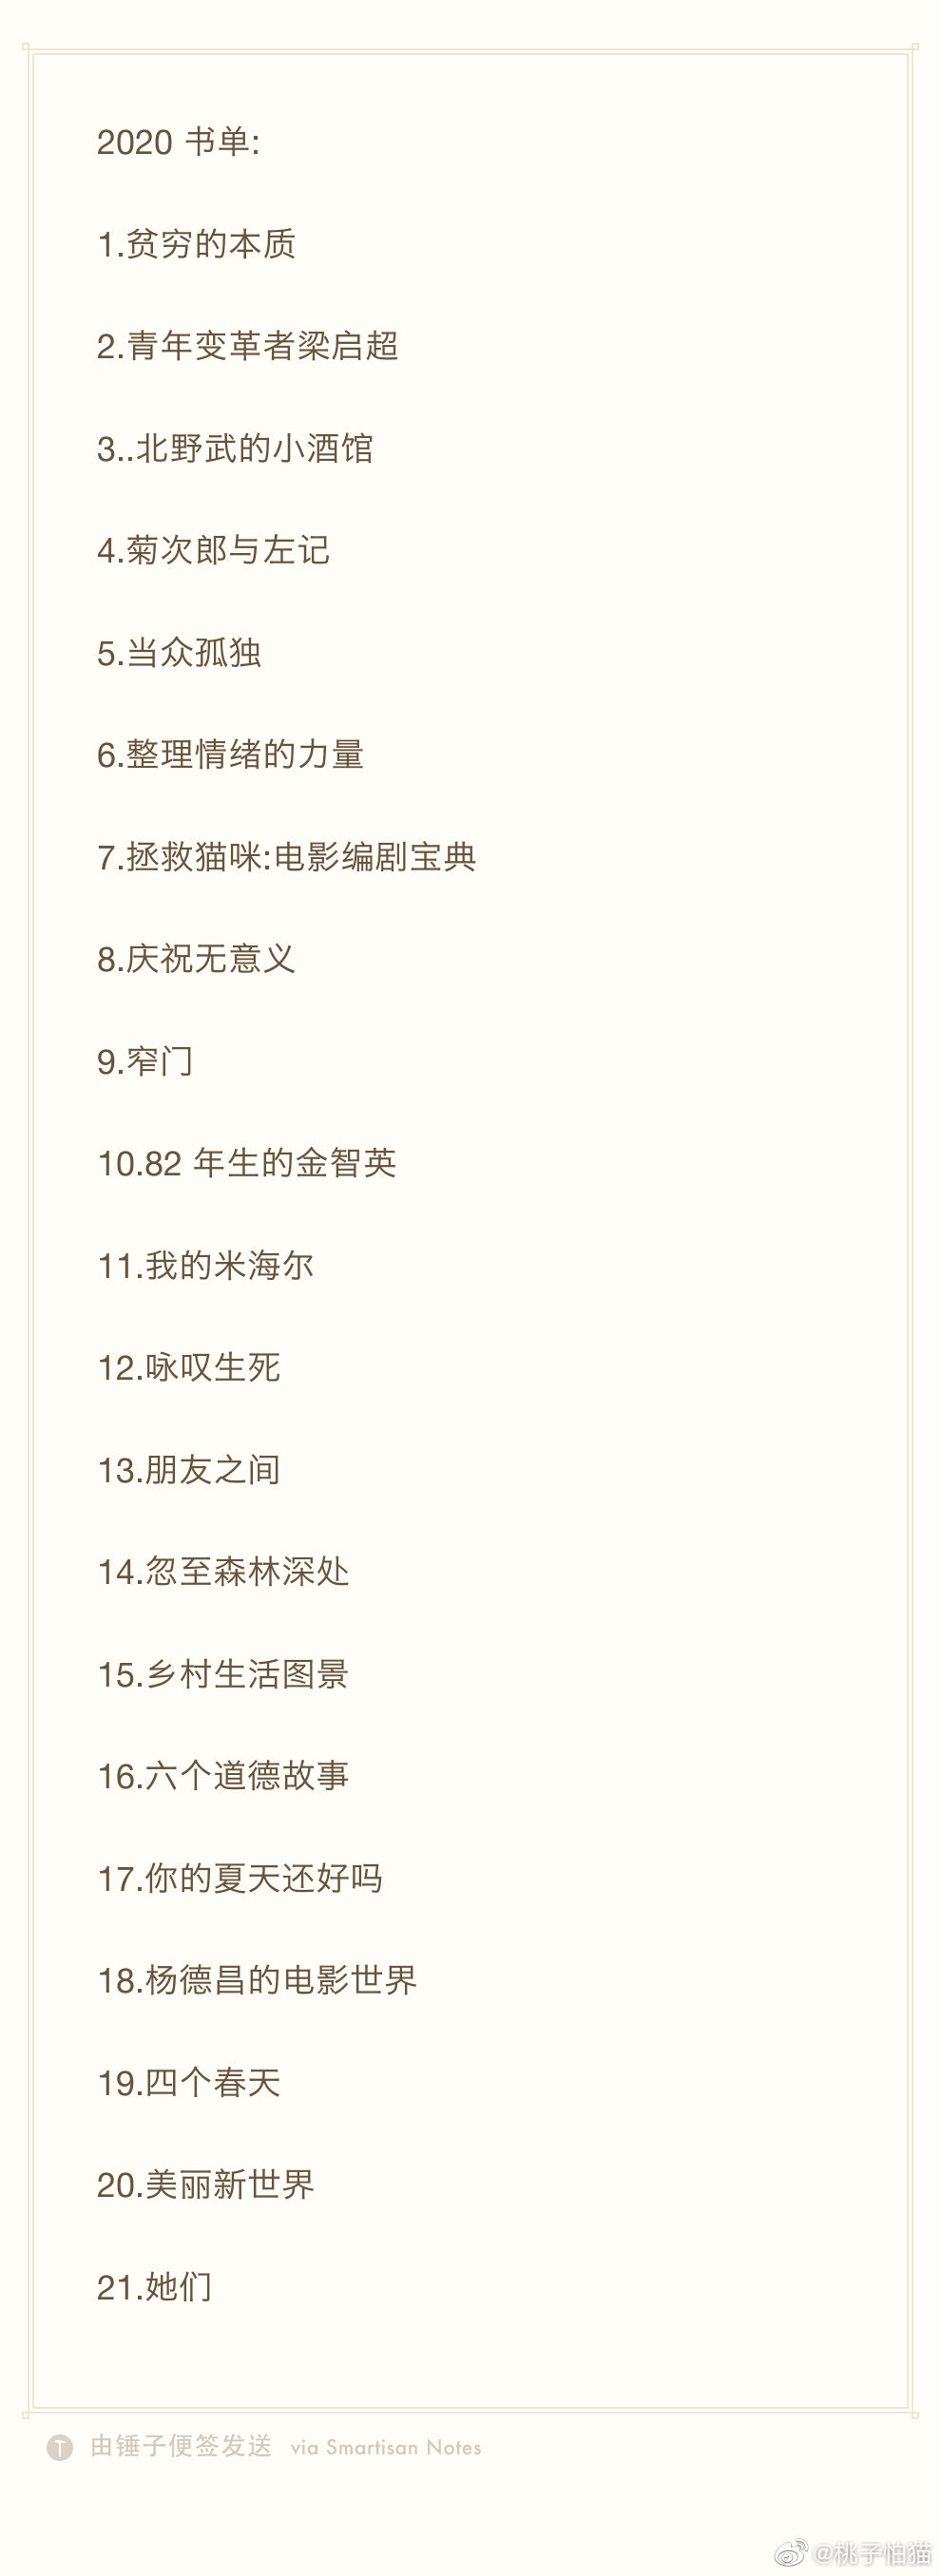 2020 书单:
1.贫穷的本质
2.青年变革者梁启超
3..北野武的小酒馆
4.菊次郎与左记
5.当众孤独
6.整理情绪的力量
7.拯救猫咪:电影编剧宝典
8.庆祝无意义
9.窄门
10.82 年生的金智英
11.我的米海尔
12.咏叹生死
13.朋友之间
14.忽至森林深处
15.乡村生活图景
16.六个道德故事
17.你的夏天还好吗
18.杨德昌的电影世界
19.四个春天
20.美丽新世界
21.她们
T 由锤子便签发送 via Smartisan Notes
@桃子怕猫